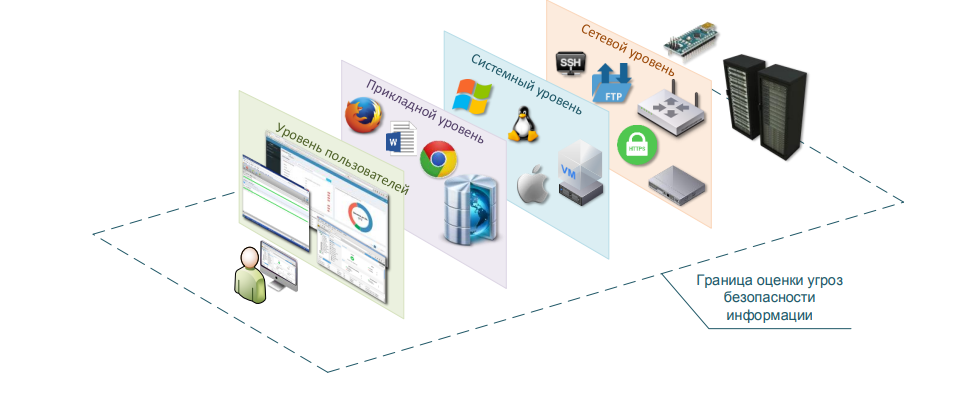 Сетевой уровень
SSH
FTP
HTTPS
Системный уровень
VM
Прикладной уровень
W
Уровень пользователей
Граница оценки угроз
безопасности
информации